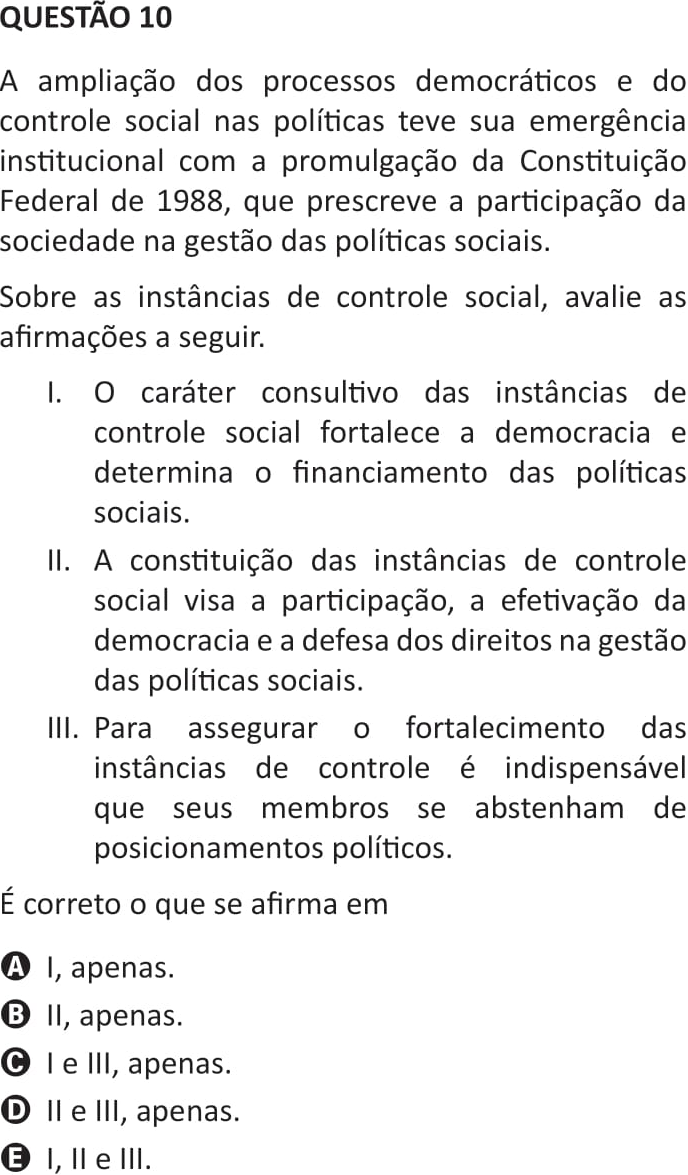 QUESTÃO 10
A ampliação dos processos democráticos e do
controle social nas políticas teve sua emergência
institucional com a promulgação da Constituição
Federal de 1988, que prescreve a participação da
sociedade na gestão das políticas sociais.
Sobre as instâncias de controle social, avalie as
afirmações a seguir.
I. O caráter consultivo das instâncias de
controle social fortalece a democracia e
determina o financiamento das políticas
sociais.
II. A constituição das instâncias de controle
social visa a participação, a efetivação da
democracia e a defesa dos direitos na gestão
das políticas sociais.
III. Para assegurar o fortalecimento das
instâncias de controle é indispensável
que seus membros se abstenham de
posicionamentos políticos.
É correto o que se afirma em
A I, apenas.
B II, apenas.
C I e III, apenas.
D II e III, apenas.
E I, II e III.